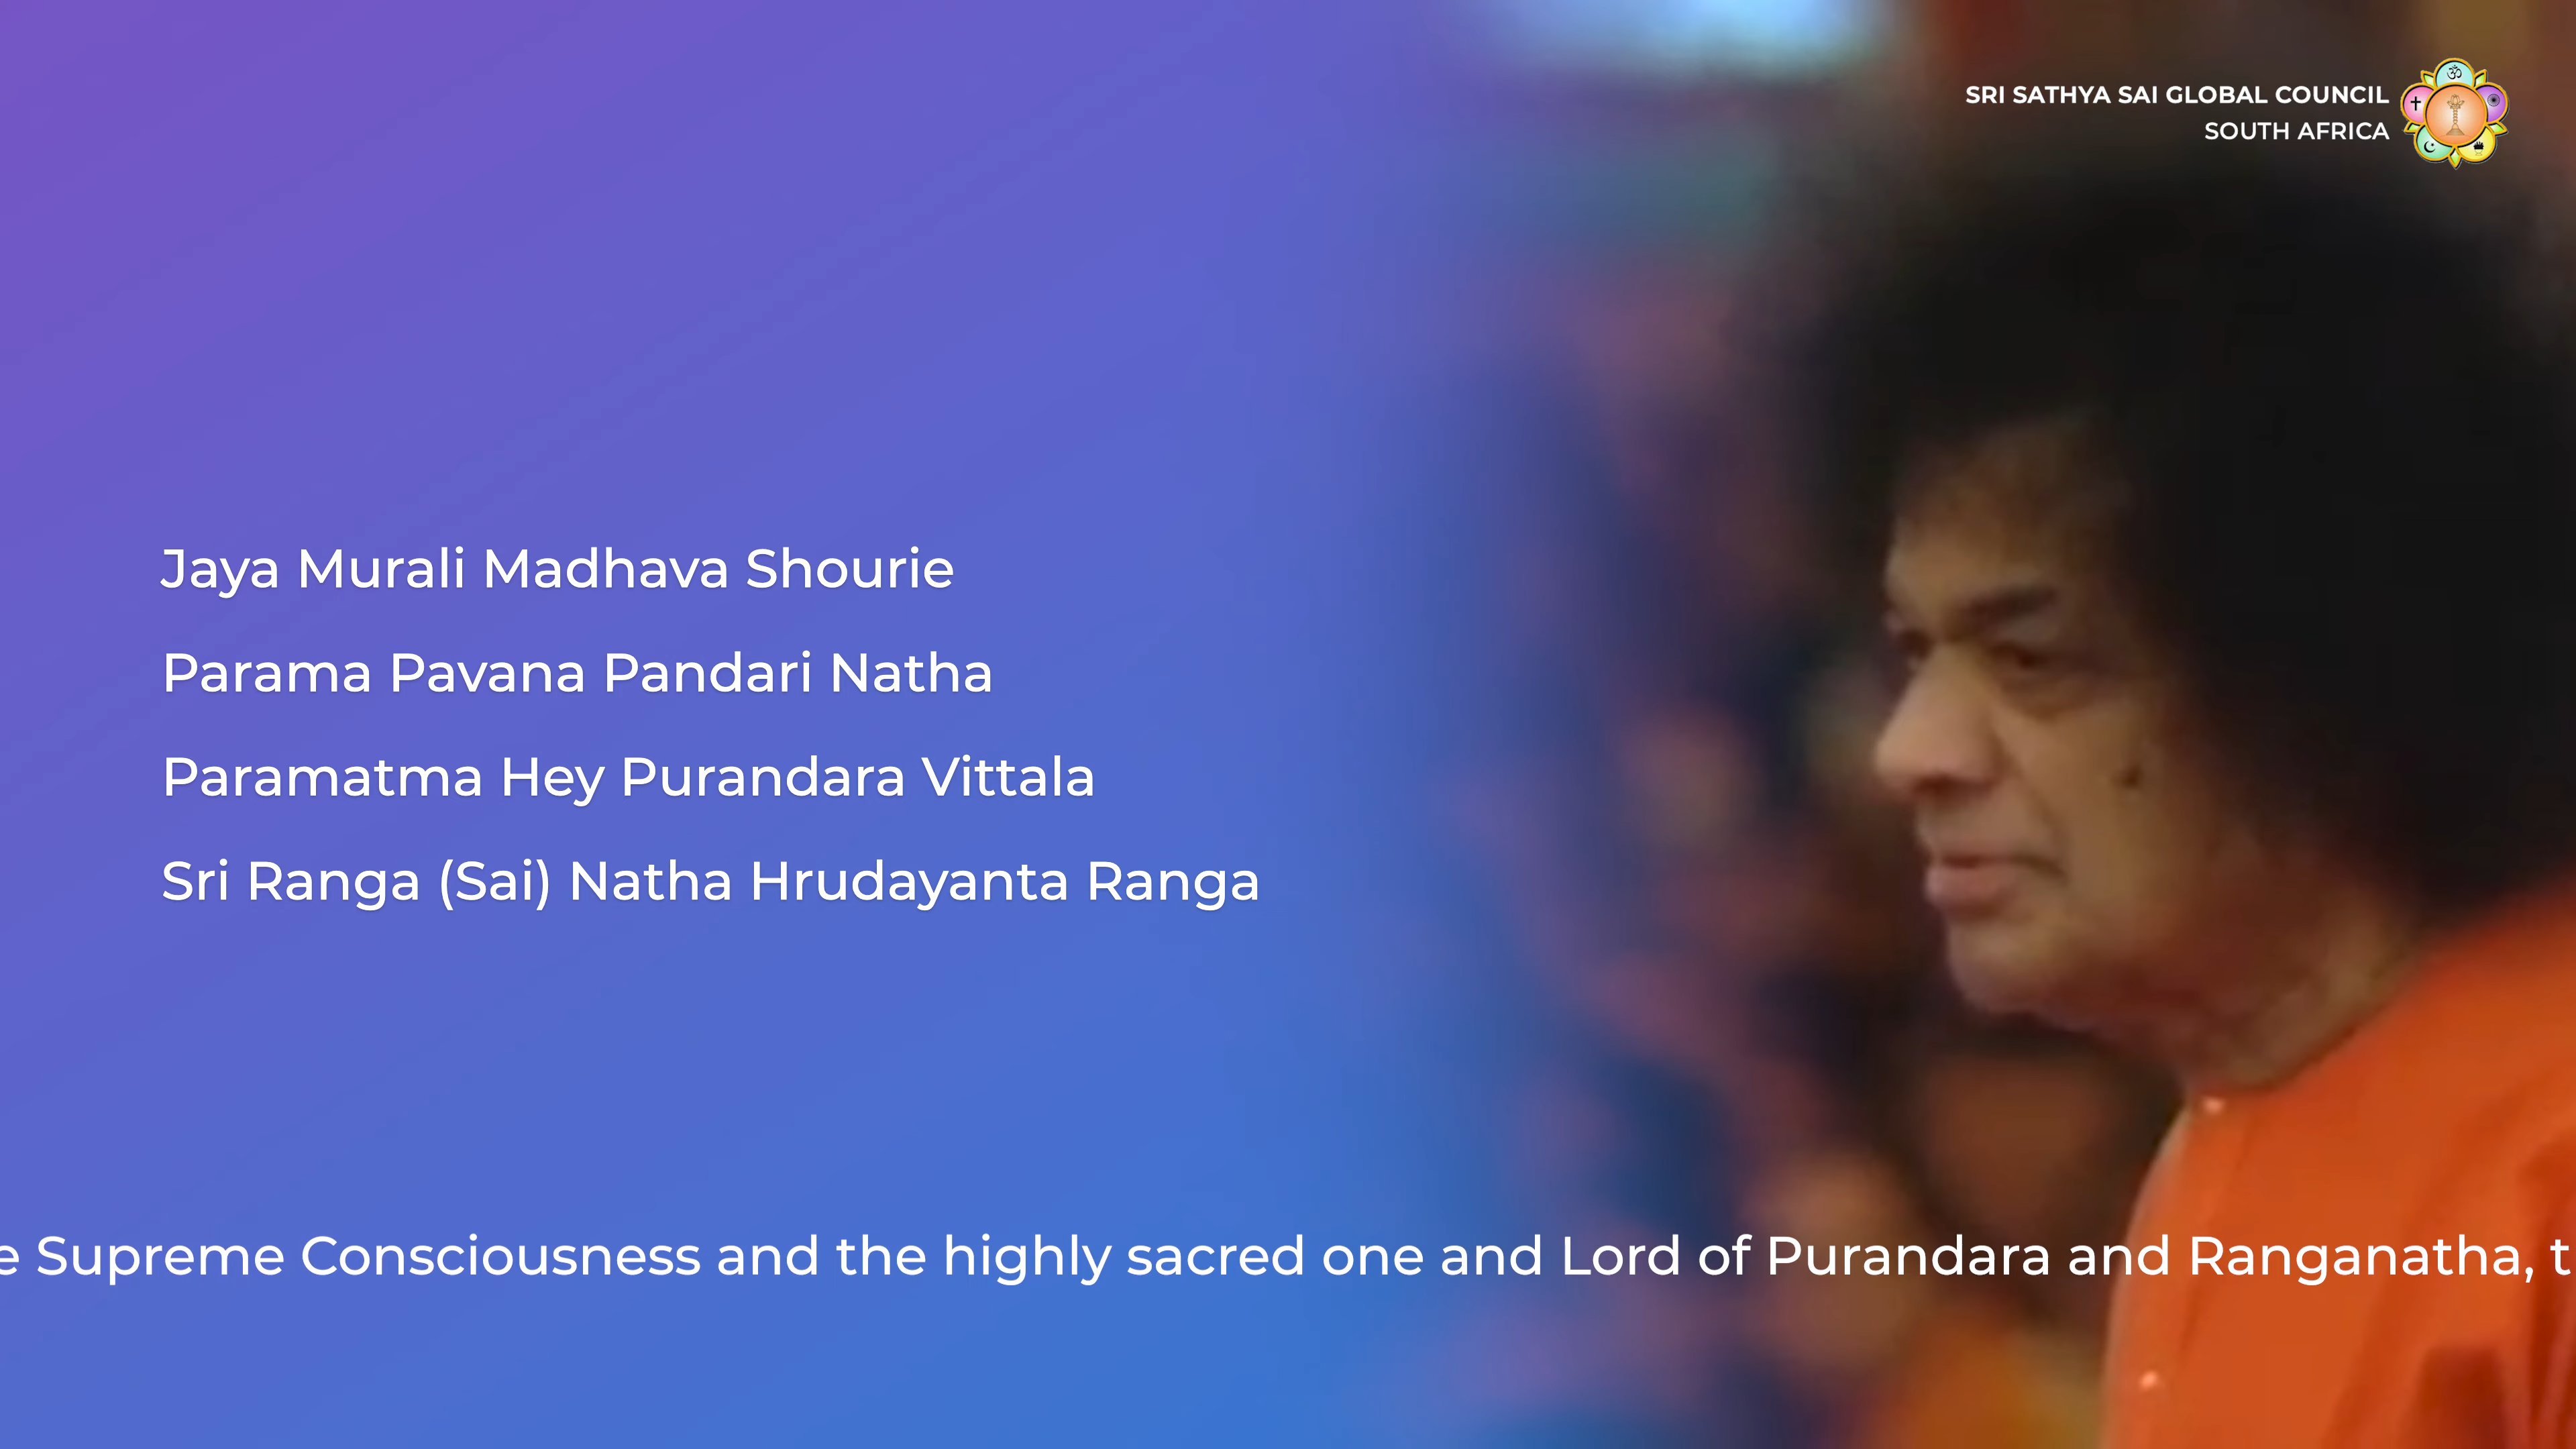 SRI SATHYA SAI GLOBAL COUNCIL
SOUTH AFRICA
Jaya Murali Madhava Shourie
Parama Pavana Pandari Natha
Paramatma Hey Purandara Vittala
Sri Ranga (Sai) Natha Hrudayanta Ranga
Supreme Consciousness and the highly sacred one and Lord of Purandara and Ranganatha,